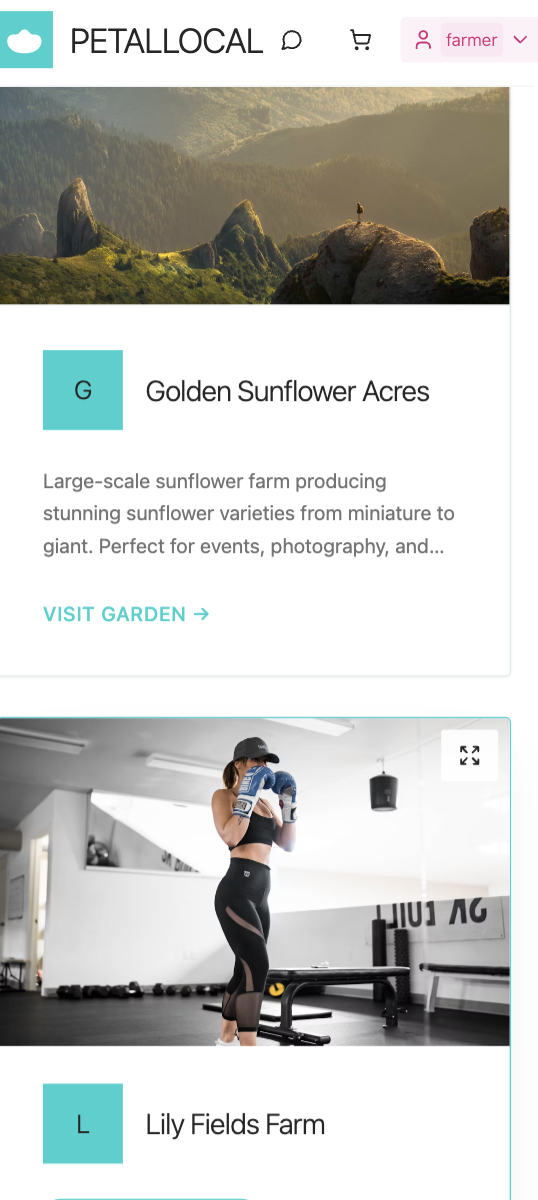 PETALLOCAL
farmer
G
Golden Sunflower Acres
Large-scale sunflower farm producing
stunning sunflower varieties from miniature to
giant. Perfect for events, photography, and...
VISIT GARDEN →
L
Lily Fields Farm